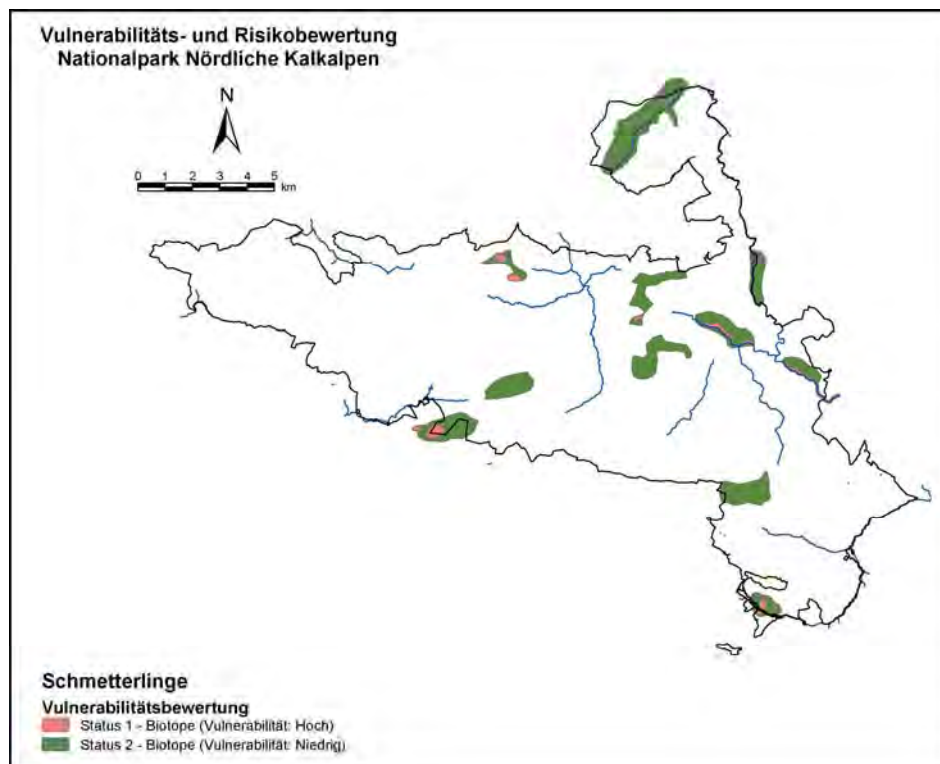 Vulnerabilitäts- und Risikobewertung
Nationalpark Nördliche Kalkalpen
N
0 1 2 3 4 5
km
Schmetterlinge
Vulnerabilitätsbewertung
Status 1 - Biotope (Vulnerabilität: Hoch)
Status 2 - Biotope (Vulnerabilität: Niedrig)